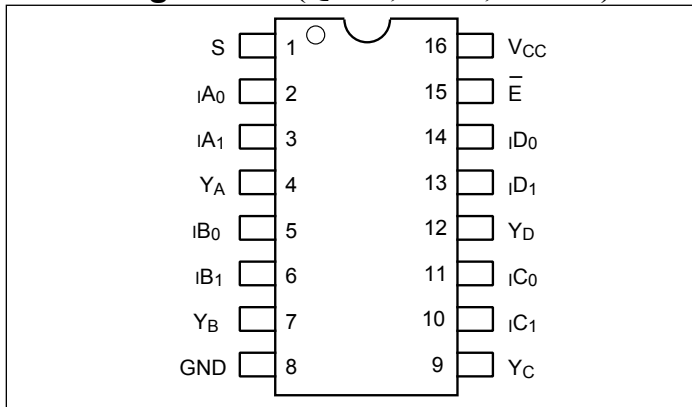 S 1 16 VCC
IA0 2 15 E̅
IA1 3 14 ID0
YA 4 13 ID1
IB0 5 12 YD
IB1 6 11 IC0
YB 7 10 IC1
GND 8 9 YC